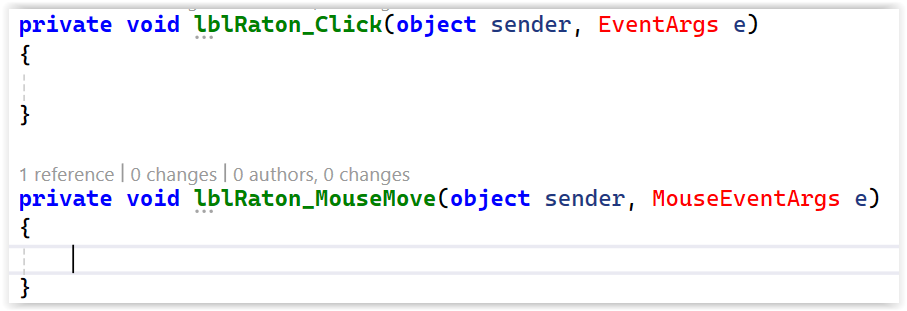 private void lblRaton_Click(object sender, EventArgs e)
{
}
1 reference | 0 changes | 0 authors, 0 changes
private void lblRaton_MouseMove(object sender, MouseEventArgs e)
{
}